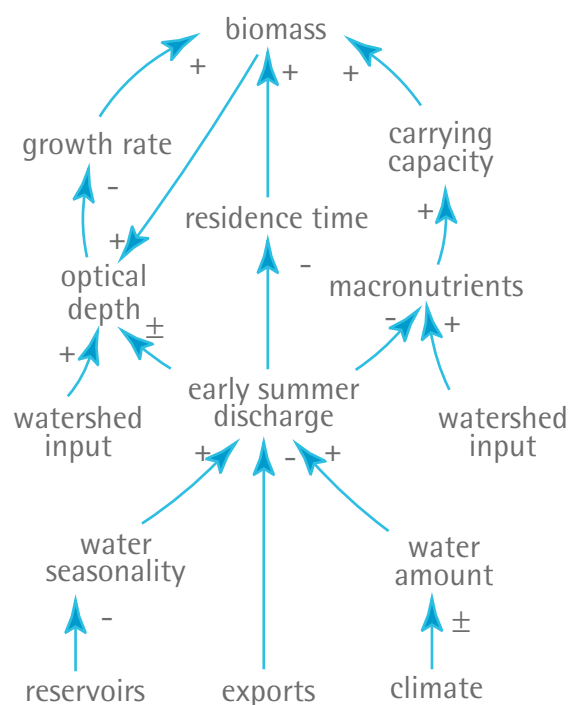 biomass
+ + +
growth rate
carrying
capacity
-
+
residence time
+
optical
depth
-
macronutrients
±
- +
+
early summer
discharge
watershed
input
watershed
input
+ - +
water
seasonality
water
amount
-
±
reservoirs
exports
climate